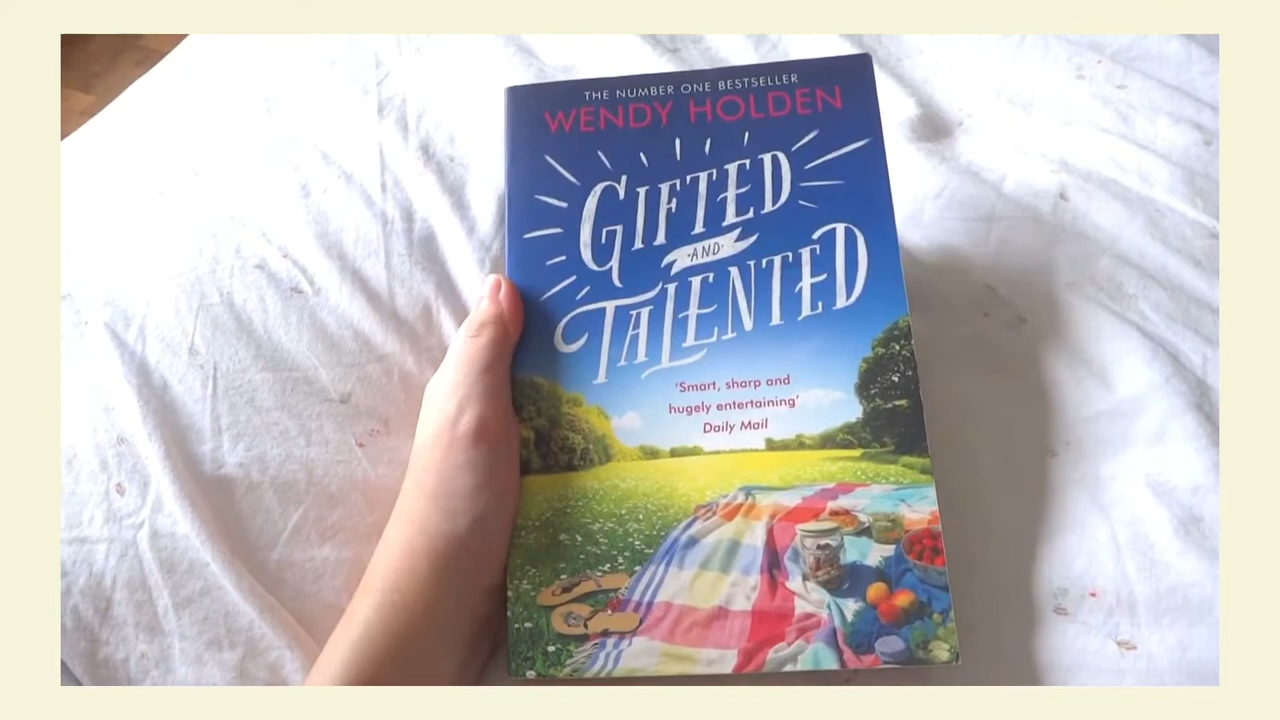 THE NUMBER ONE BESTSELLER
WENDY HOLDEN
GIFTED
·AND·
TALENTED
'Smart, sharp and
hugely entertaining'
Daily Mail